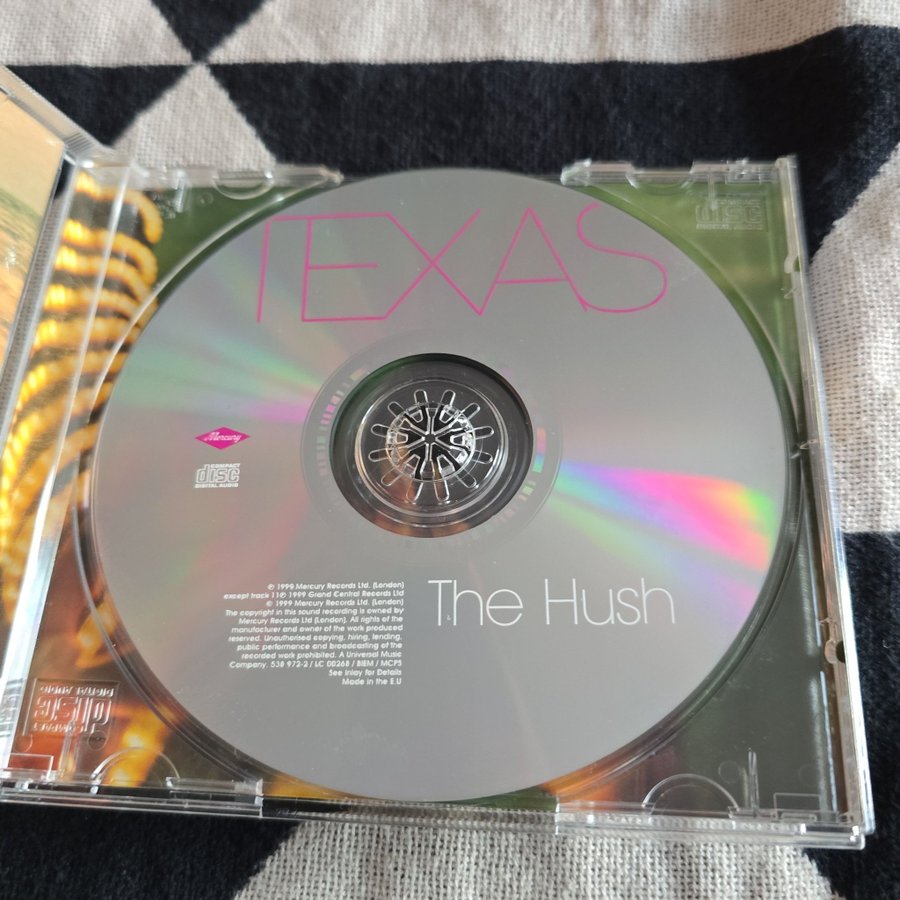 TEXAS
COMPACT
DISC
DIGITAL AUDIO
Mercury
COMPACT
disc
DIGITAL AUDIO
The Hush
℗ 1999 Mercury Records Ltd. (London)
except track 11℗ 1999 Grand Central Records Ltd
© 1999 Mercury Records Ltd. (London)
The copyright in this sound recording is owned by
Mercury Records Ltd (London). All rights of the
manufacturer and owner of the work produced
reserved. Unauthorised copying, hiring, lending,
public performance and broadcasting of the
recorded work prohibited. A Universal Music
Company. 538 972-2 / LC 00268 / BIEM / MCPS
See Inlay for Details
Made in the E.U
COMPACT
disc
DIGITAL AUDIO